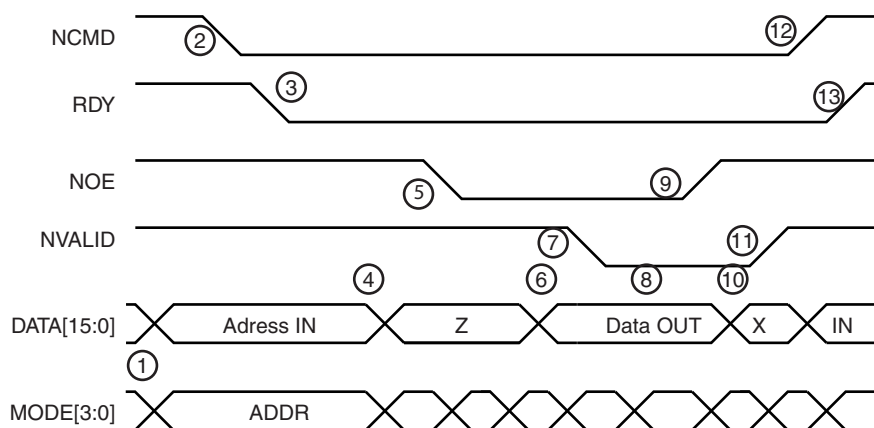 NCMD ② ⑫
RDY ③ ⑬
NOE ⑤ ⑨
NVALID ⑦ ⑪
④ ⑥ ⑧ ⑩
DATA[15:0] Adress IN Z Data OUT X IN
①
MODE[3:0] ADDR